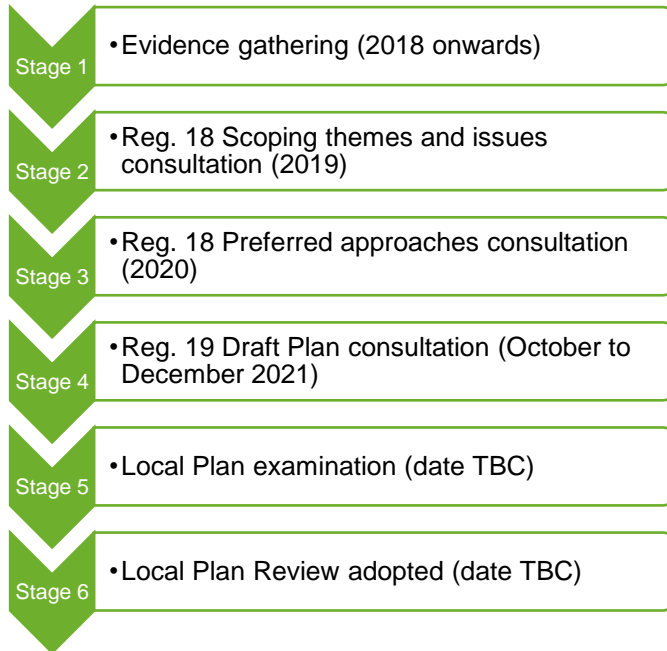 Stage 1
•Evidence gathering (2018 onwards)
Stage 2
•Reg. 18 Scoping themes and issues
consultation (2019)
Stage 3
•Reg. 18 Preferred approaches consultation
(2020)
Stage 4
•Reg. 19 Draft Plan consultation (October to
December 2021)
Stage 5
•Local Plan examination (date TBC)
Stage 6
•Local Plan Review adopted (date TBC)